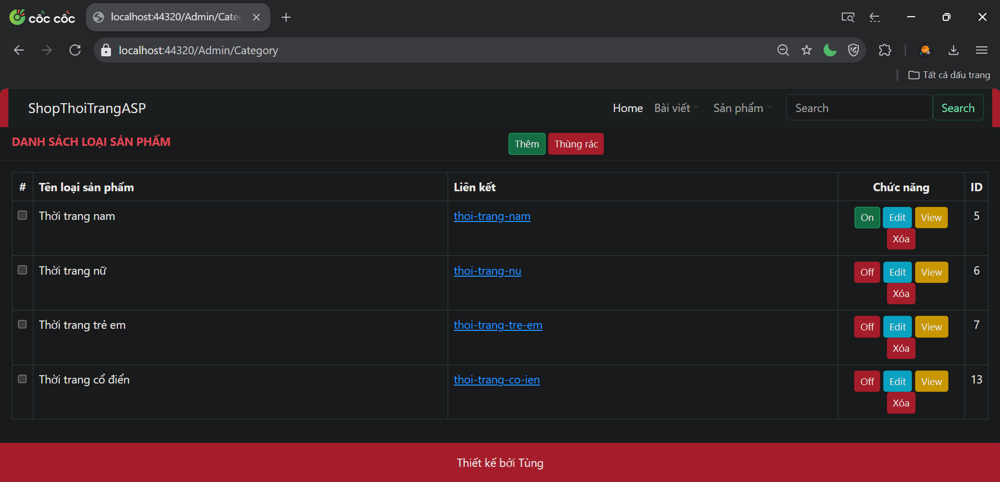 cốc cốc
localhost:44320/Admin/Cate
localhost:44320/Admin/Category
Tất cả dấu trang
ShopThoiTrangASP Home Bài viết Sản phẩm Search Search
DANH SÁCH LOẠI SẢN PHẨM Thêm Thùng rác
# Tên loại sản phẩm Liên kết Chức năng ID
Thời trang nam thoi-trang-nam On Edit View 5
Xóa
Thời trang nữ thoi-trang-nu Off Edit View 6
Xóa
Thời trang trẻ em thoi-trang-tre-em Off Edit View 7
Xóa
Thời trang cổ điển thoi-trang-co-ien Off Edit View 13
Xóa
Thiết kế bởi Tùng